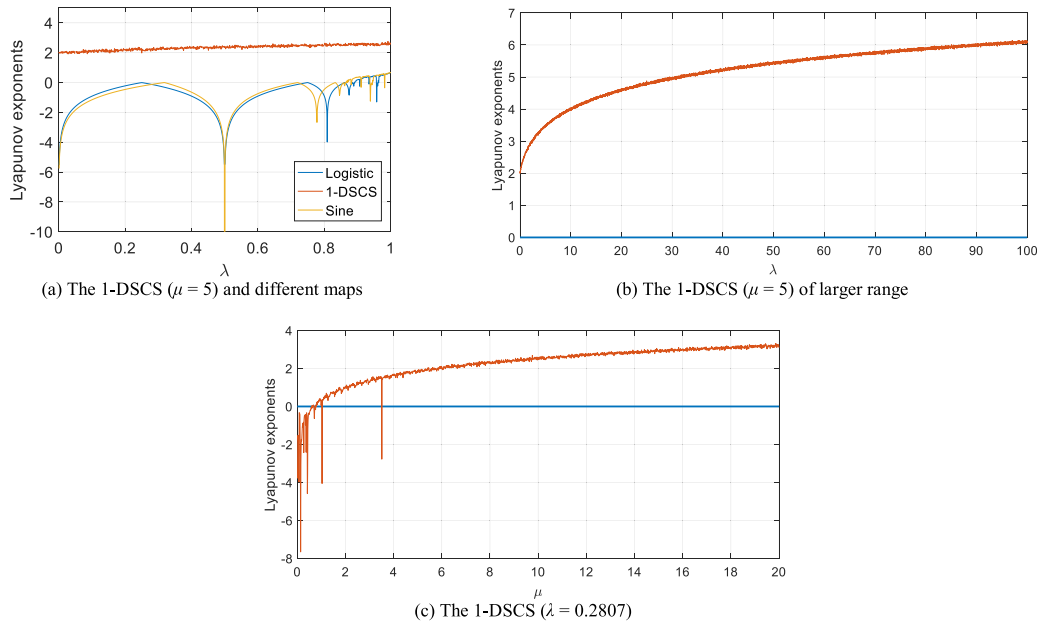 4
2
0
-2
-4
-6
-8
-10
Lyapunov exponents
Logistic
1-DSCS
Sine
0 0.2 0.4 0.6 0.8 1
λ
(a) The 1-DSCS (μ = 5) and different maps
7
6
5
4
3
2
1
0
Lyapunov exponents
0 10 20 30 40 50 60 70 80 90 100
λ
(b) The 1-DSCS (μ = 5) of larger range
4
2
0
-2
-4
-6
-8
Lyapunov exponents
0 2 4 6 8 10 12 14 16 18 20
μ
(c) The 1-DSCS (λ = 0.2807)